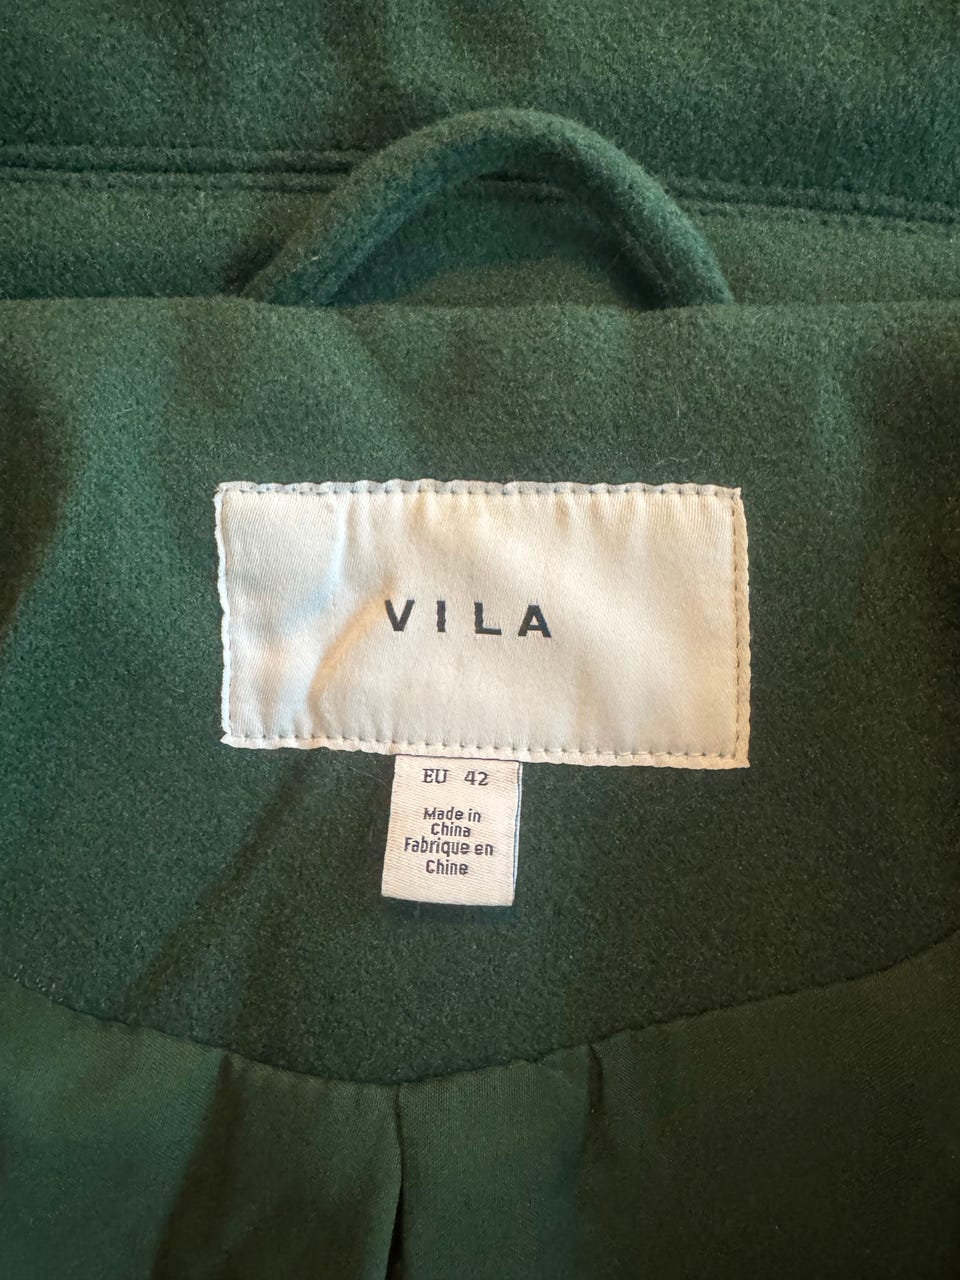 VILA
EU 42
Made in
China
Fabrique en
Chine